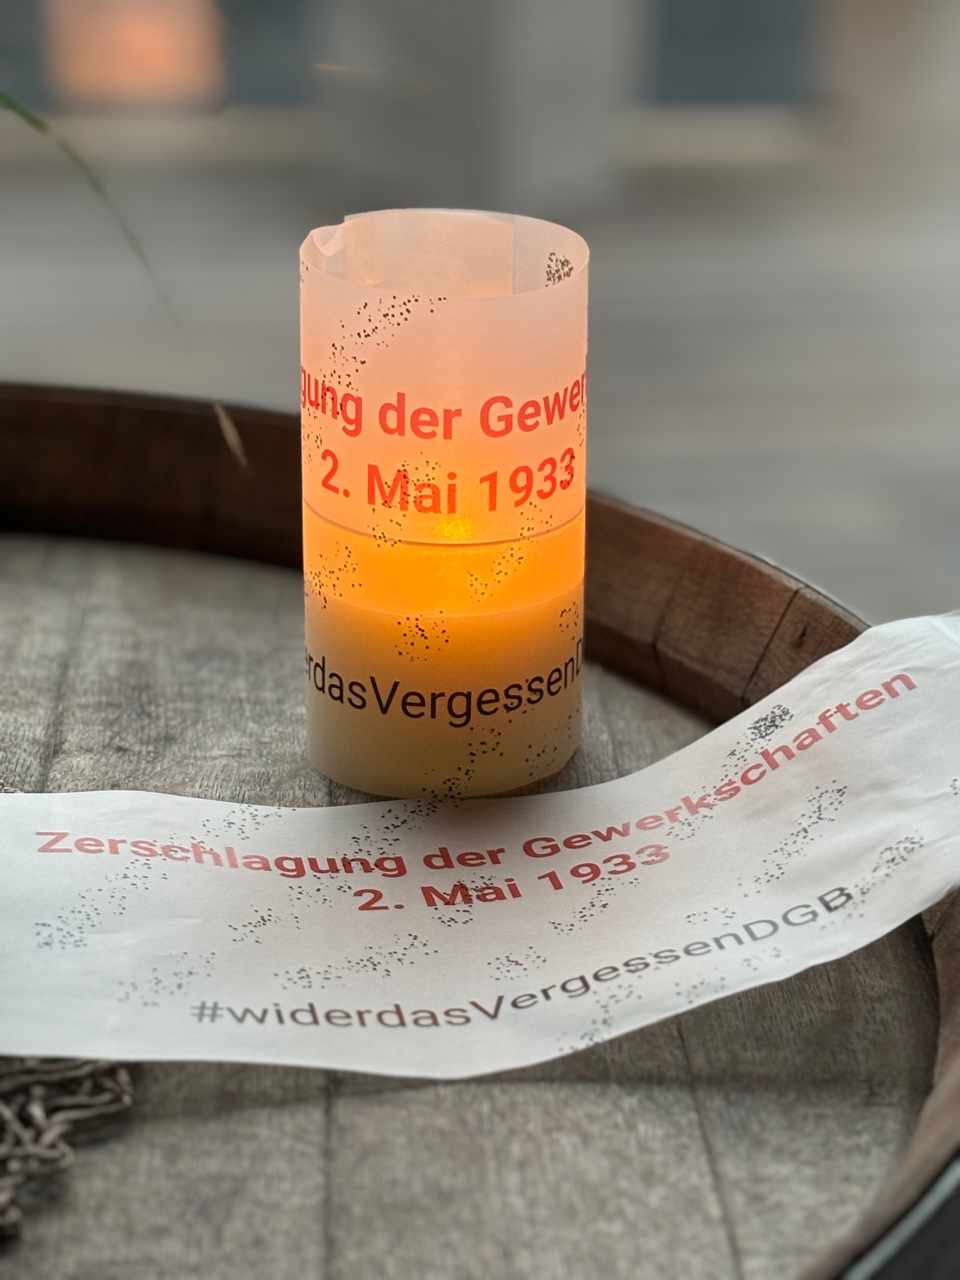 gung der Gewer
2. Mai 1933
erdasVergessenD
Zerschlagung der Gewerkschaften
2. Mai 1933
#widerdasVergessenDGB